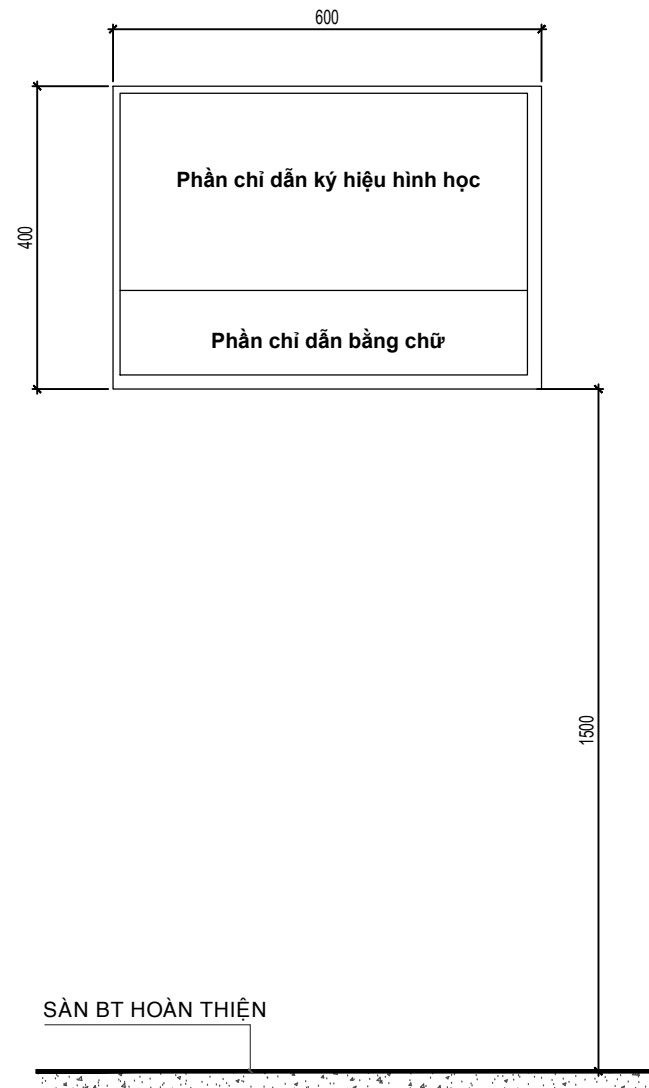 600
Phần chỉ dẫn ký hiệu hình học
400
Phần chỉ dẫn bằng chữ
1500
SÀN BT HOÀN THIỆN